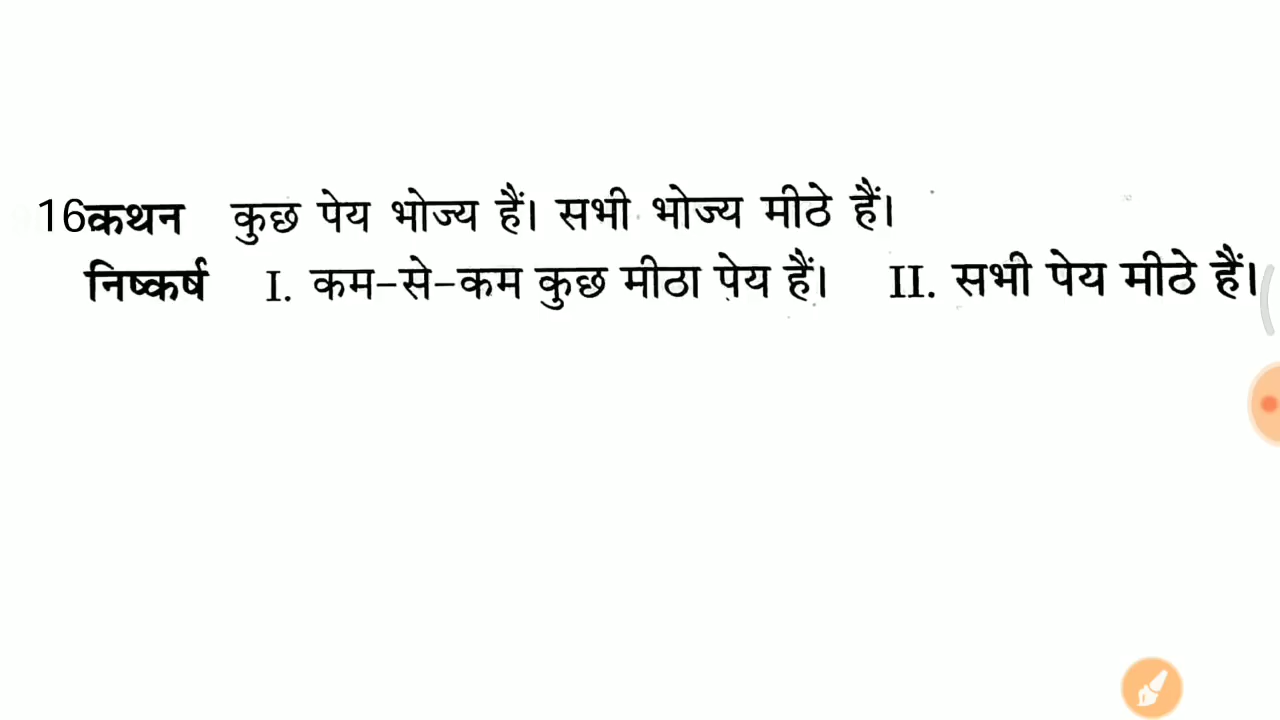 16कथन कुछ पेय भोज्य हैं। सभी भोज्य मीठे हैं।
निष्कर्ष I. कम-से-कम कुछ मीठा पेय हैं। II. सभी पेय मीठे हैं।